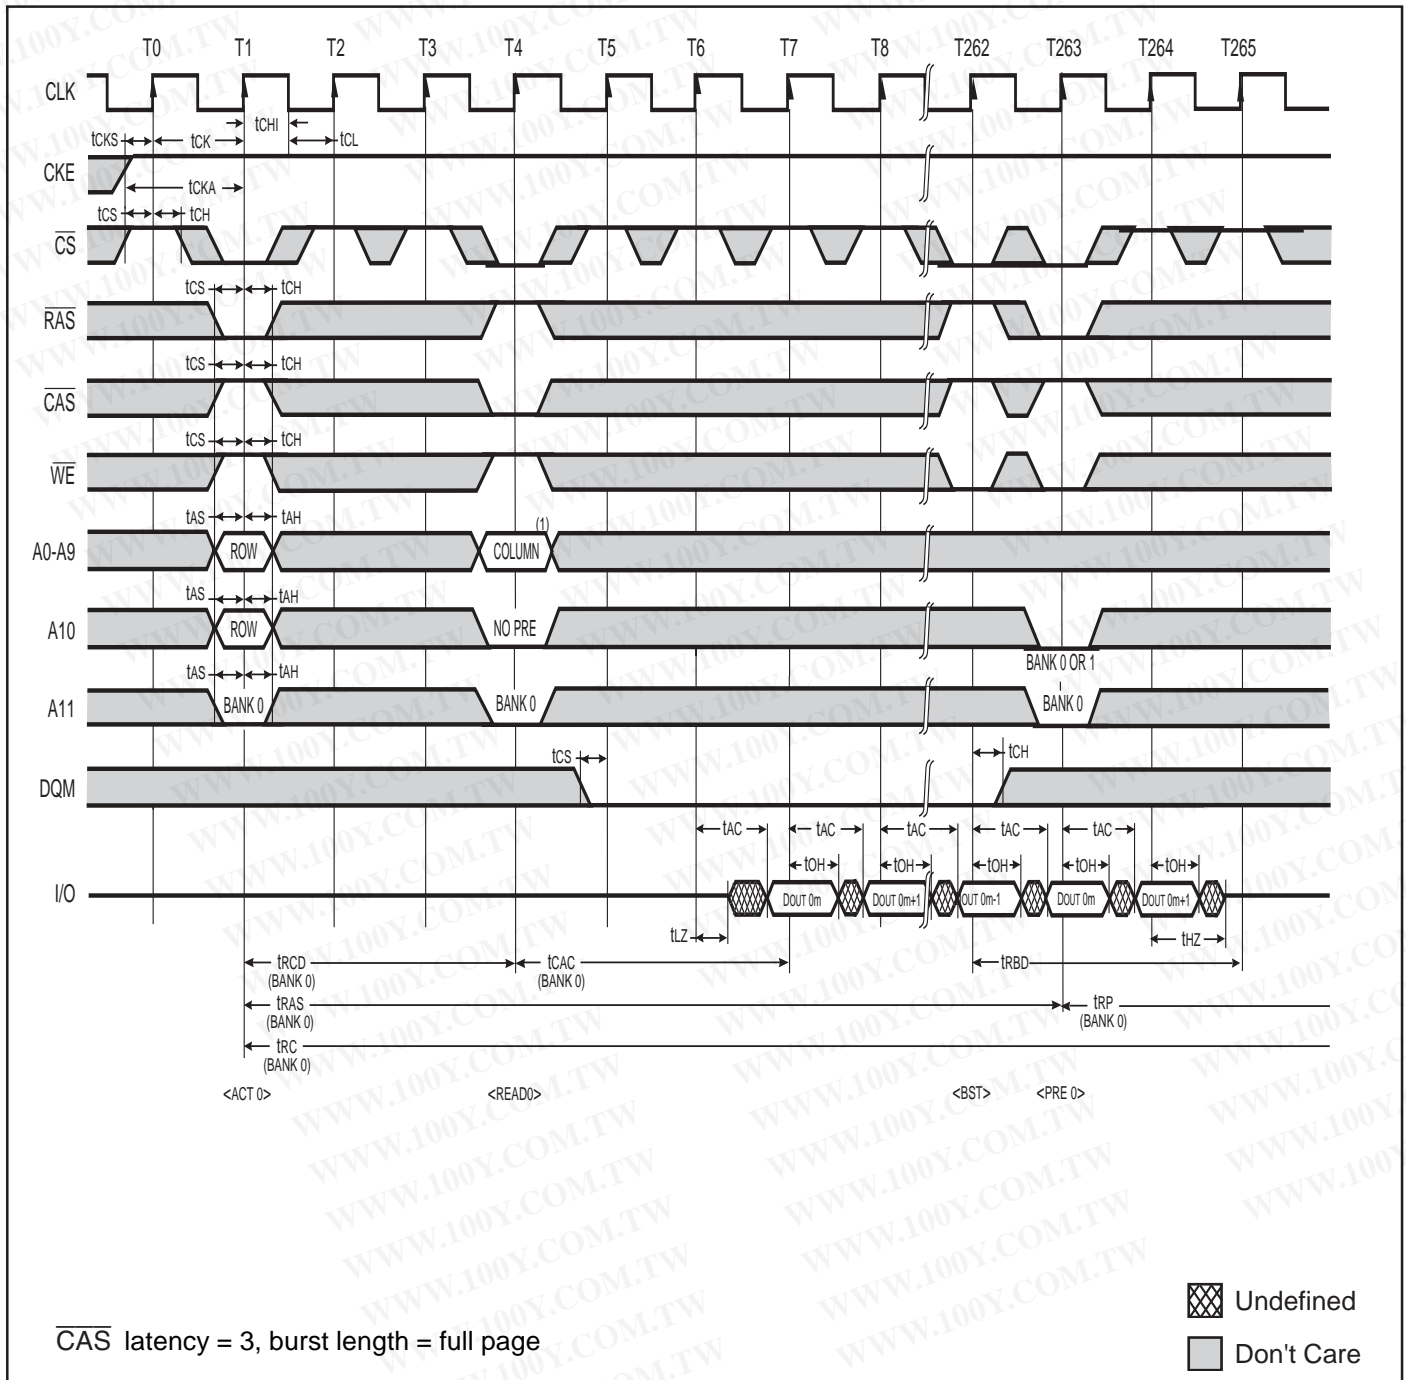 T0 T1 T2 T3 T4 T5 T6 T7 T8 T262 T263 T264 T265
CLK
tCHI
tCKS tCK tCL
CKE
tCKA
tCS tCH
CS
tCS tCH
RAS
tCS tCH
CAS
tCS tCH
WE
tAS tAH
(1)
A0-A9 ROW COLUMN
tAS tAH
A10 ROW NO PRE
BANK 0 OR 1
tAS tAH
A11 BANK 0 BANK 0 BANK 0
tCS tCH
DQM
tAC tAC tAC tAC tAC
tOH tOH tOH tOH tOH
I/O DOUT 0m DOUT 0m+1 OUT 0m-1 DOUT 0m DOUT 0m+1
tLZ tHZ
tRCD tCAC tRBD
(BANK 0) (BANK 0)
tRAS tRP
(BANK 0) (BANK 0)
tRC
(BANK 0)
<ACT 0> <READ0> <BST> <PRE 0>
Undefined
CAS latency = 3, burst length = full page
Don't Care
WWW.100Y.COM.TW